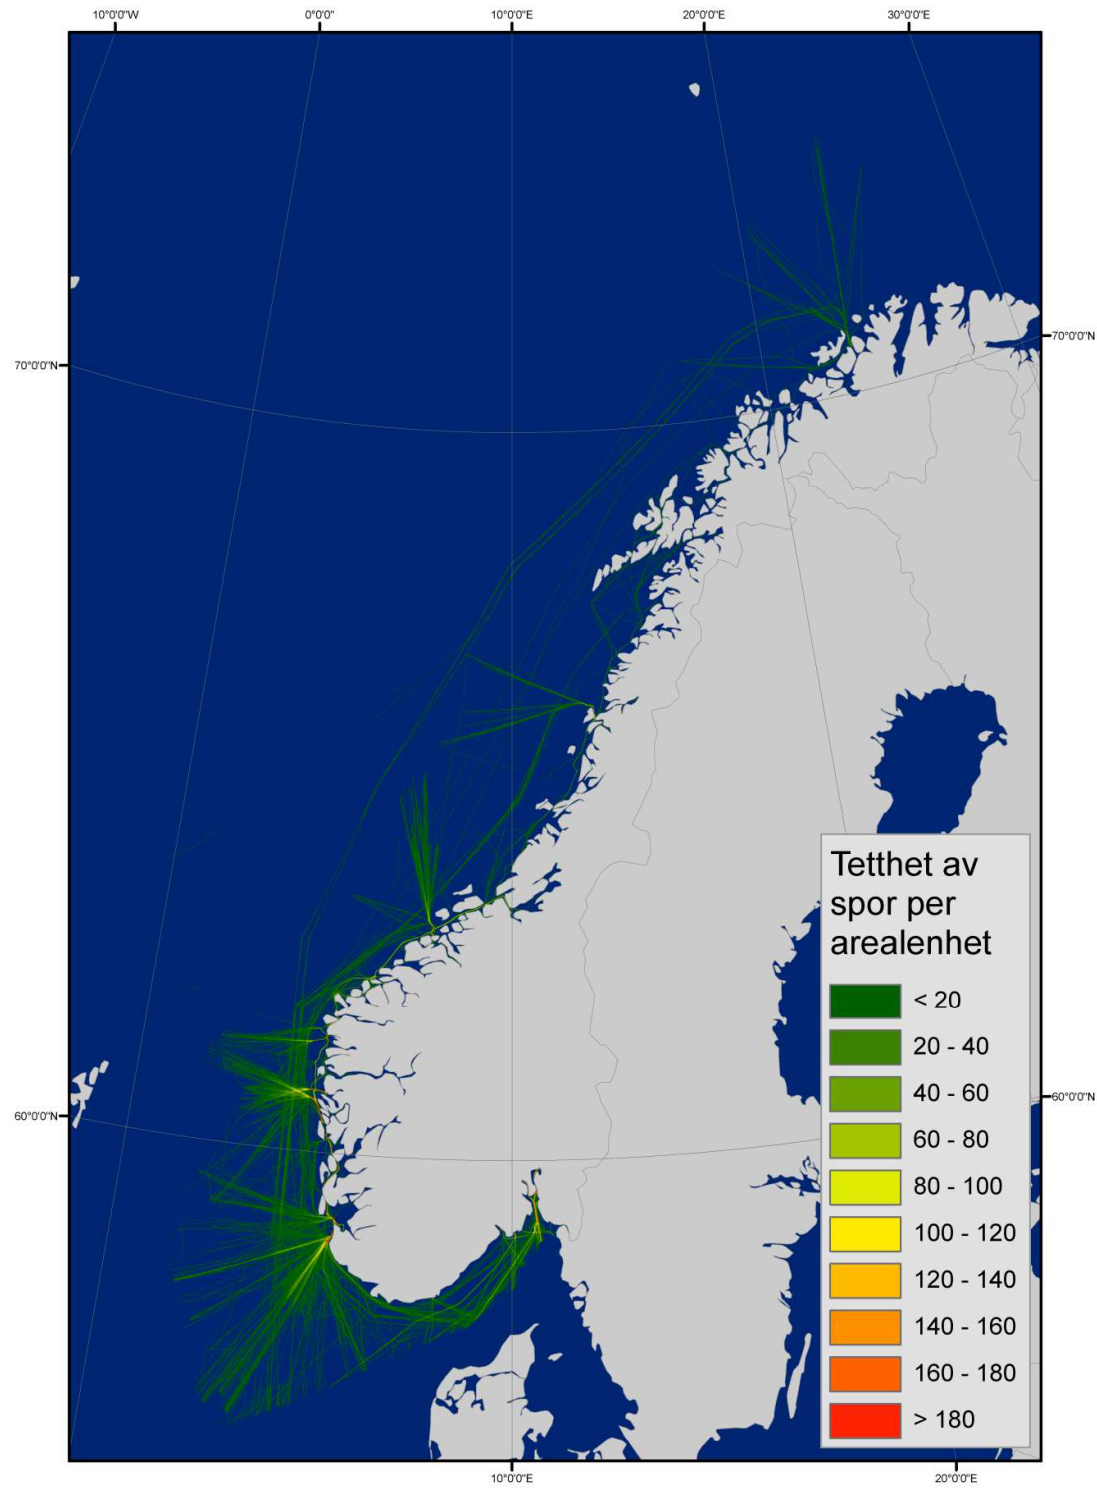 10°0'0"W
0°0'0"
10°0'0"E
20°0'0"E
30°0'0"E
70°0'0"N
70°0'0"N
60°0'0"N
60°0'0"N
Tetthet av
spor per
arealenhet
< 20
20 - 40
40 - 60
60 - 80
80 - 100
100 - 120
120 - 140
140 - 160
160 - 180
> 180
10°0'0"E
20°0'0"E